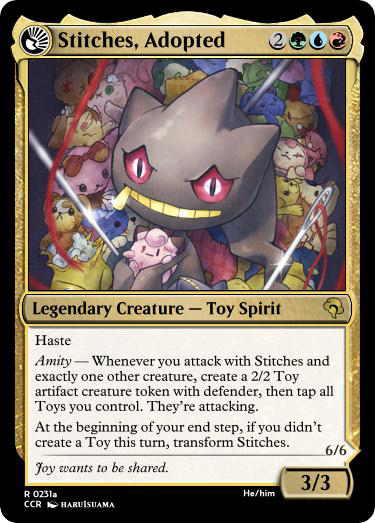 Stitches, Adopted 2
Legendary Creature — Toy Spirit
Haste
Amity — Whenever you attack with Stitches and
exactly one other creature, create a 2/2 Toy
artifact creature token with defender, then tap all
Toys you control. They're attacking.
At the beginning of your end step, if you didn't
create a Toy this turn, transform Stitches.
6/6
Joy wants to be shared.
3/3
R 0231a He/him
CCR HARUISUAMA